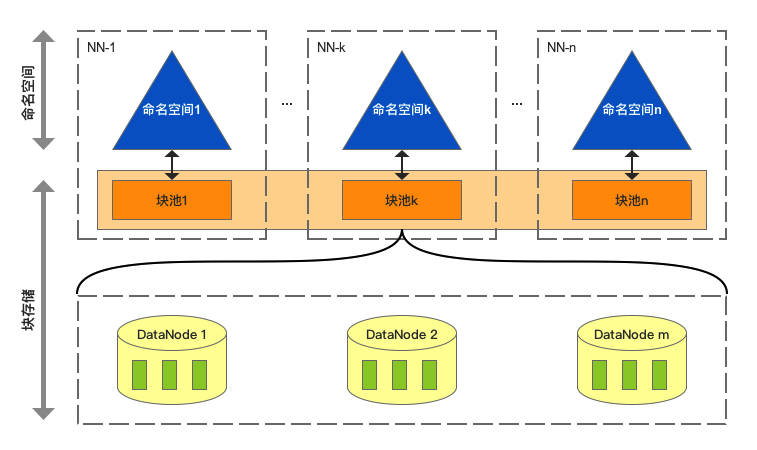 NN-1
NN-k
NN-n
命名空间
命名空间1
...
命名空间k
...
命名空间n
块池1
块池k
块池n
块存储
DataNode 1
DataNode 2
DataNode m